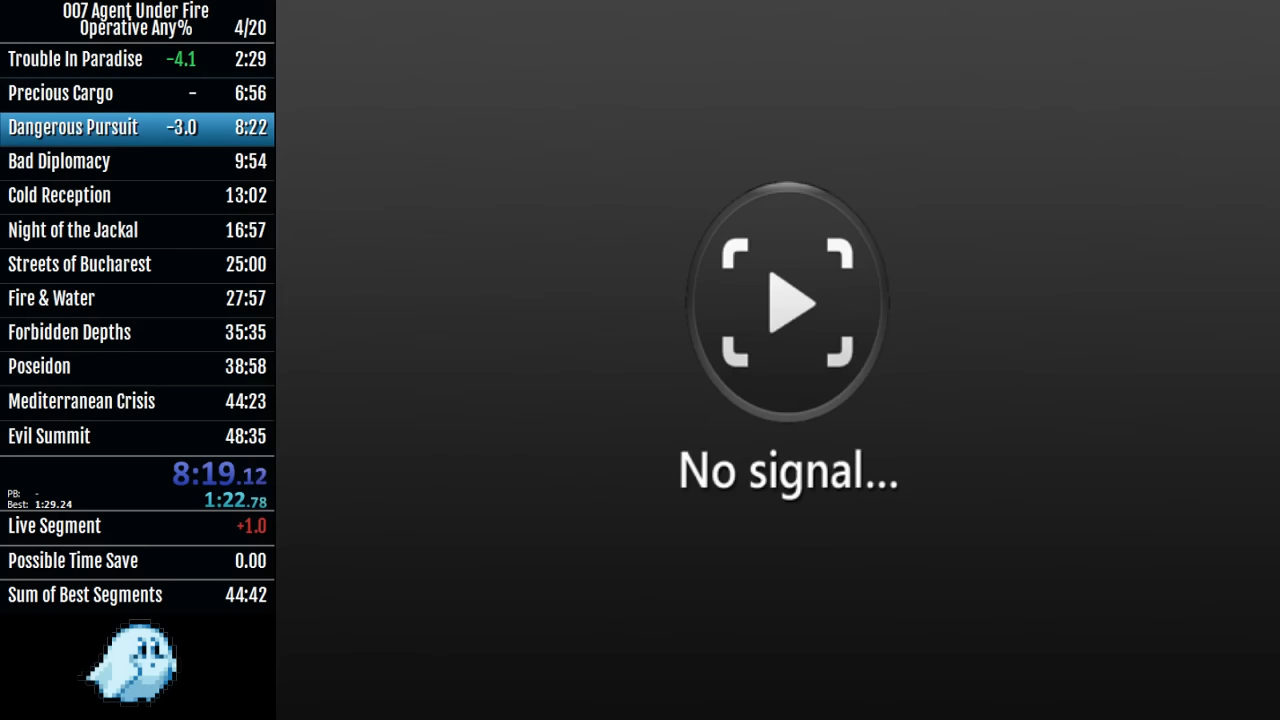 007 Agent Under Fire
Operative Any% 4/20
Trouble In Paradise -4.1 2:29
Precious Cargo - 6:56
Dangerous Pursuit -3.0 8:22
Bad Diplomacy 9:54
Cold Reception 13:02
Night of the Jackal 16:57
Streets of Bucharest 25:00
Fire & Water 27:57
Forbidden Depths 35:35
Poseidon 38:58
Mediterranean Crisis 44:23
Evil Summit 48:35
8:19.12
PB: -
Best: 1:29.24 1:22.78
Live Segment +1.0
Possible Time Save 0.00
Sum of Best Segments 44:42
No signal...